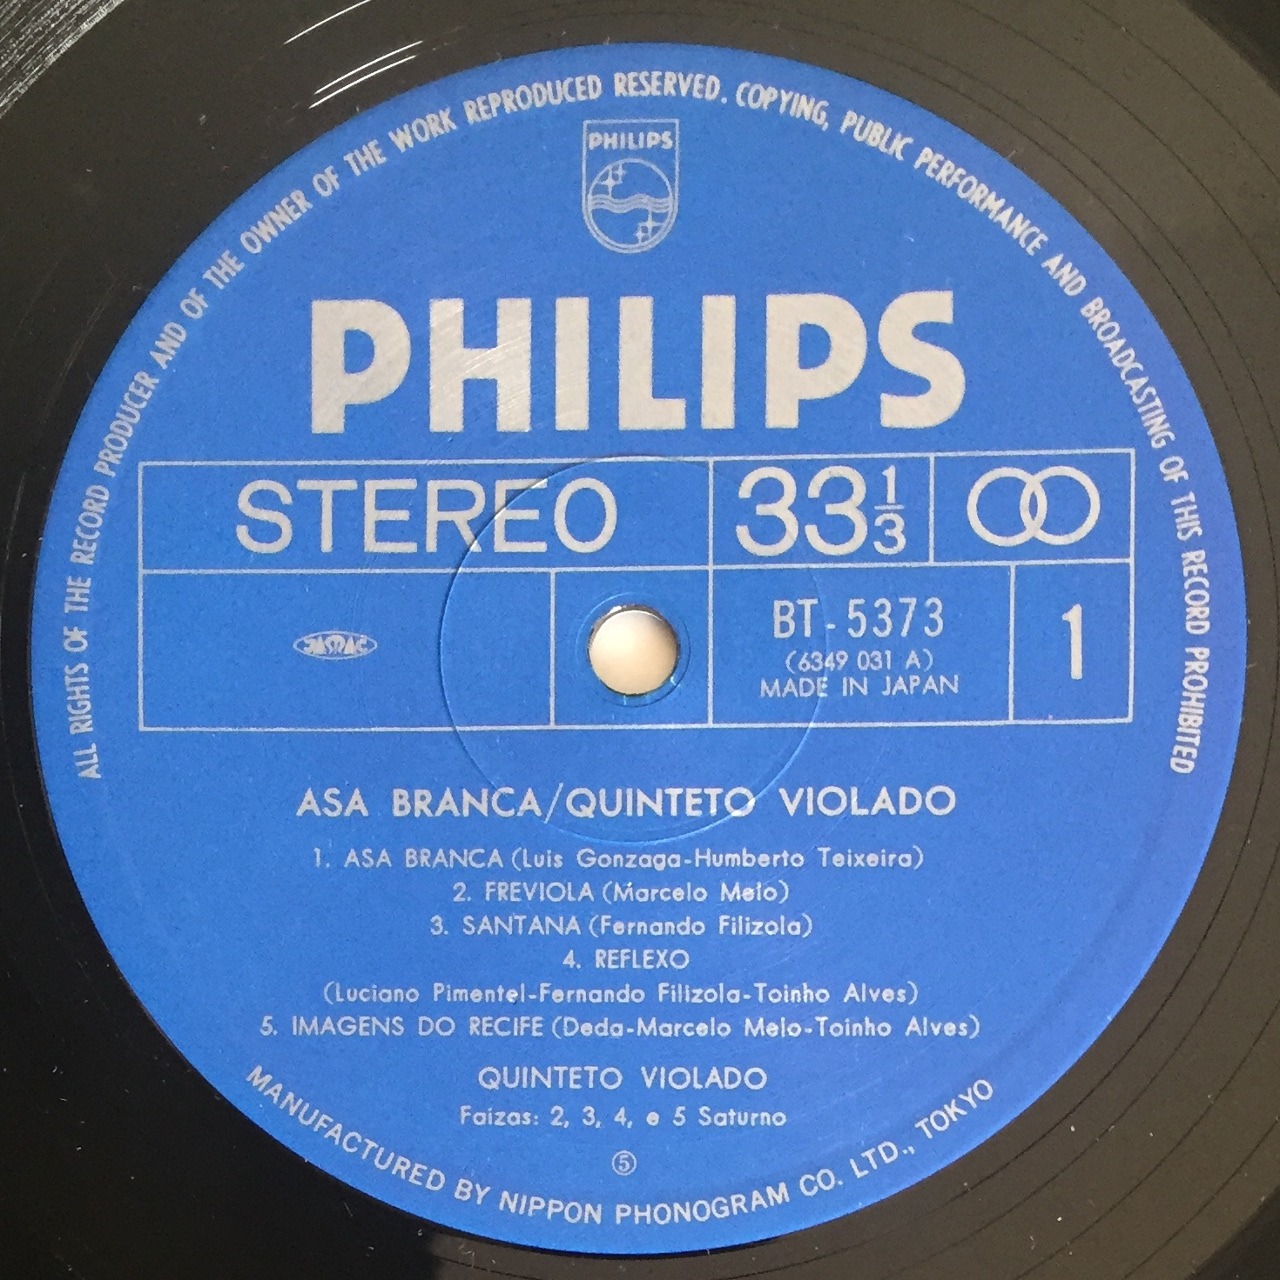 ALL RIGHTS OF THE RECORD PRODUCER AND OF THE OWNER OF THE WORK REPRODUCED RESERVED. COPYING, PUBLIC PERFORMANCE AND BROADCASTING OF THIS RECORD PROHIBITED
PHILIPS
PHILIPS
STEREO 33 1/3
JASRAC
BT-5373
(6349 031 A)
MADE IN JAPAN
1
ASA BRANCA/QUINTETO VIOLADO
1. ASA BRANCA (Luis Gonzaga-Humberto Teixeira)
2. FREVIOLA (Marcelo Melo)
3. SANTANA (Fernando Filizola)
4. REFLEXO
(Luciano Pimentel-Fernando Filizola-Toinho Alves)
5. IMAGENS DO RECIFE (Deda-Marcelo Melo-Toinho Alves)
QUINTETO VIOLADO
Faizas: 2, 3, 4, e 5 Saturno
⑤
MANUFACTURED BY NIPPON PHONOGRAM CO. LTD., TOKYO